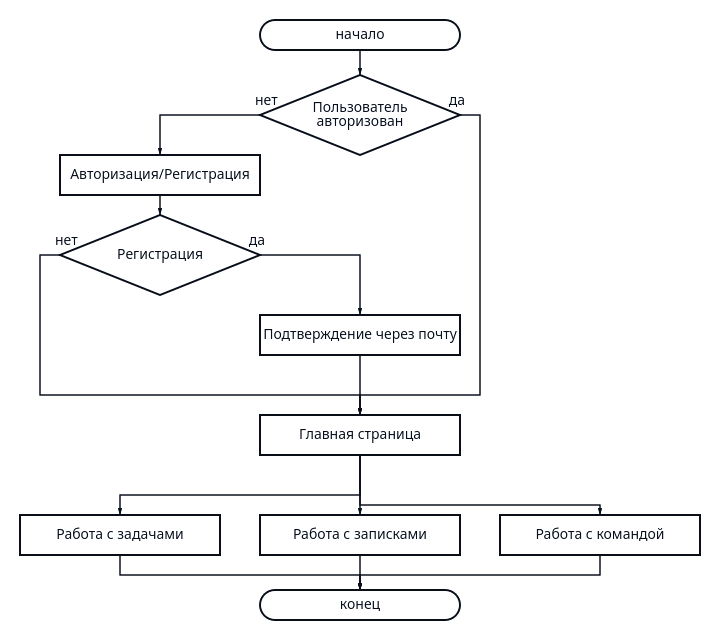 начало
нет
да
Пользователь
авторизован
Авторизация/Регистрация
нет
да
Регистрация
Подтверждение через почту
Главная страница
Работа с задачами
Работа с записками
Работа с командой
конец